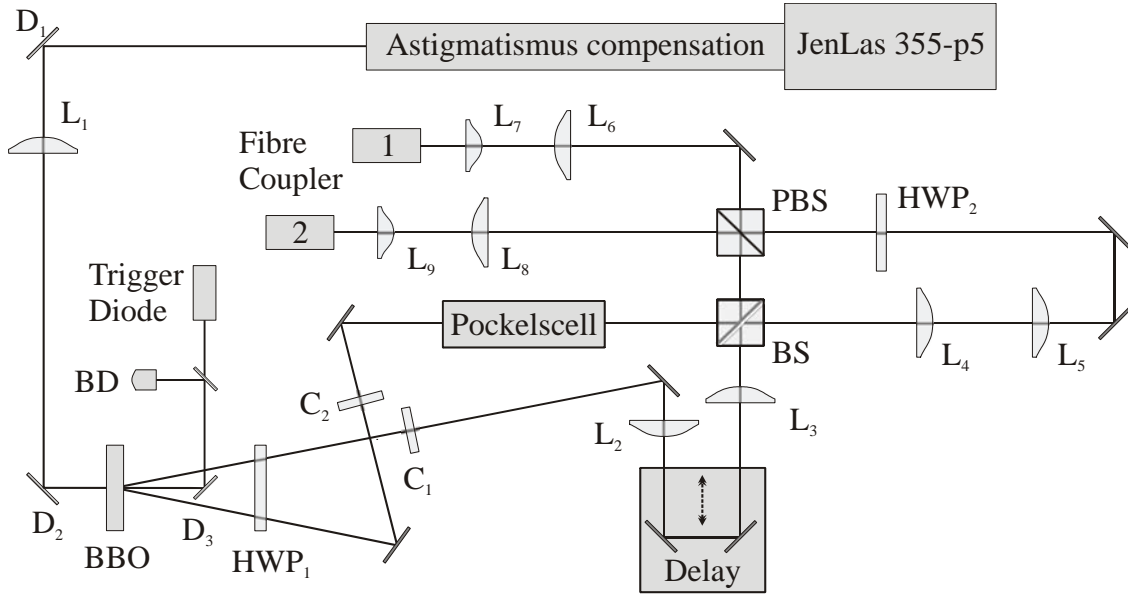 D₁
Astigmatismus compensation
JenLas 355-p5
L₁
Fibre
Coupler
1
L₇
L₆
2
L₉
L₈
PBS
HWP₂
Trigger
Diode
Pockelscell
BS
L₄
L₅
BD
C₂
C₁
L₂
L₃
D₂
BBO
D₃
HWP₁
Delay